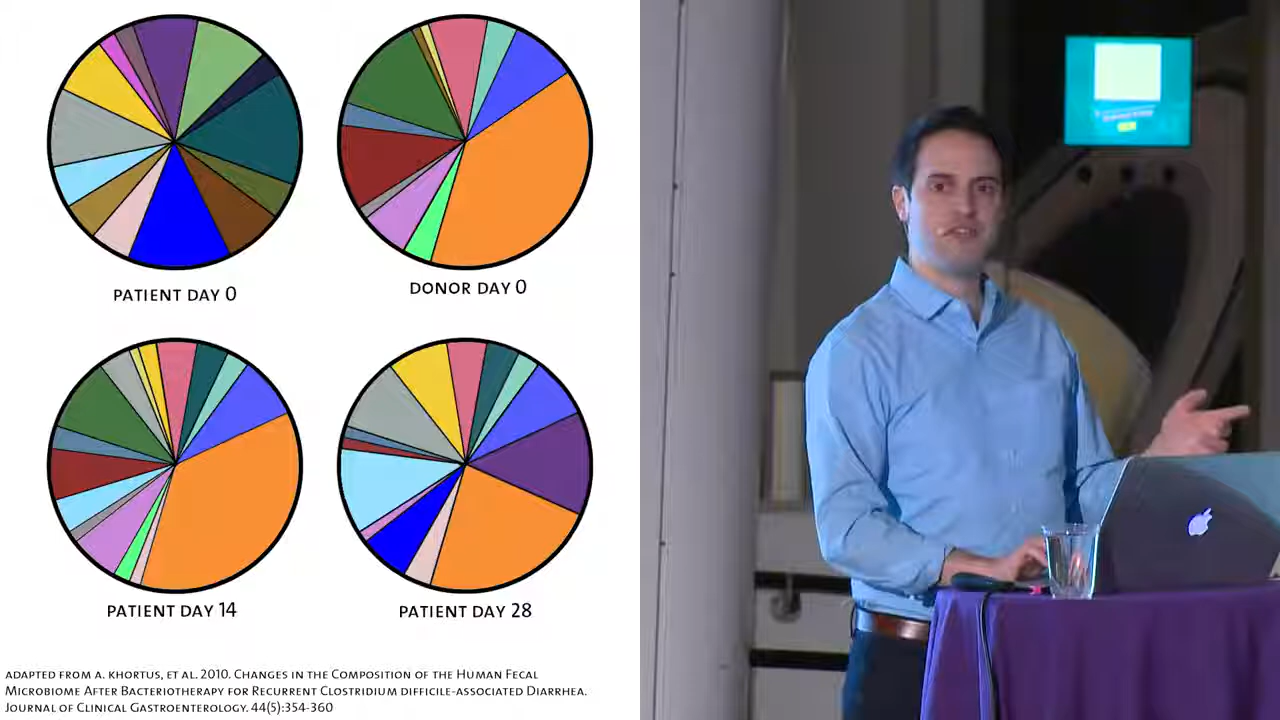 PATIENT DAY 0
DONOR DAY 0
PATIENT DAY 14
PATIENT DAY 28
ADAPTED FROM A. KHORTUS, ET AL. 2010. CHANGES IN THE COMPOSITION OF THE HUMAN FECAL
MICROBIOME AFTER BACTERIOTHERAPY FOR RECURRENT CLOSTRIDIUM DIFFICILE-ASSOCIATED DIARRHEA.
JOURNAL OF CLINICAL GASTROENTEROLOGY. 44(5):354-360